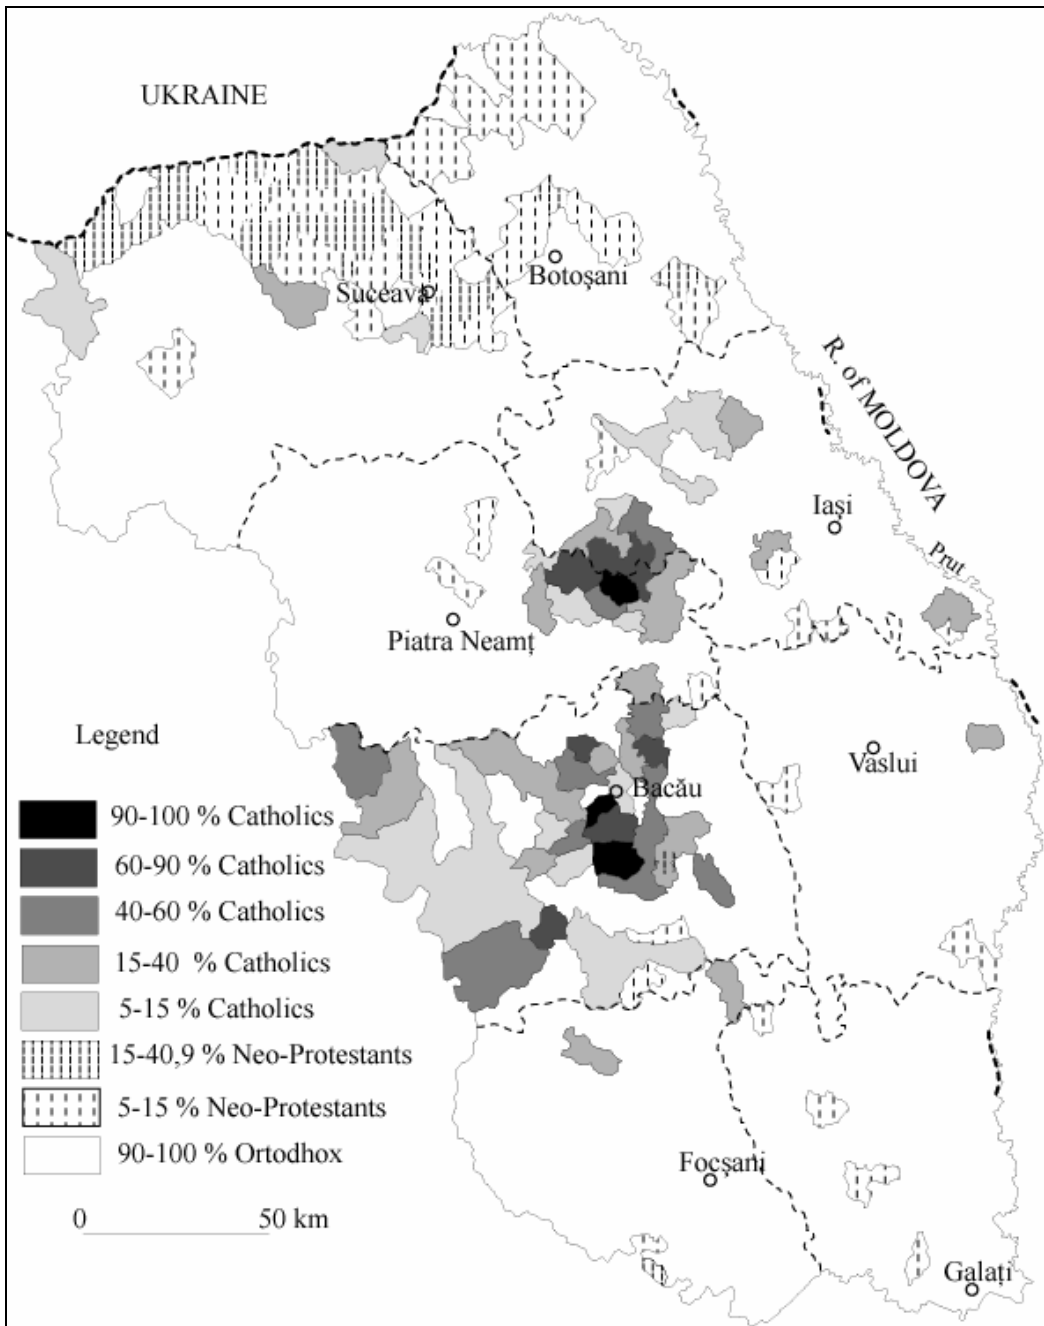 UKRAINE
Botoșani
Suceava
R. of MOLDOVA
Iași
Prut
Piatra Neamț
Legend
Vaslui
Bacău
90-100 % Catholics
60-90 % Catholics
40-60 % Catholics
15-40 % Catholics
5-15 % Catholics
15-40,9 % Neo-Protestants
5-15 % Neo-Protestants
90-100 % Ortodhox
Focșani
0 50 km
Galați